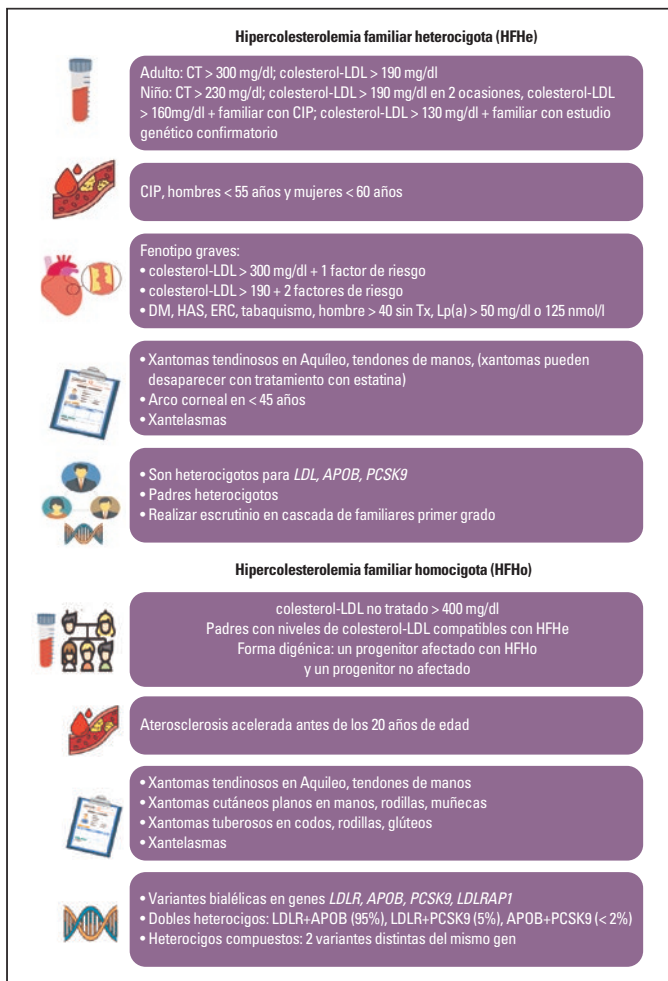 Hipercolesterolemia familiar heterocigota (HFHe)
Adulto: CT > 300 mg/dl; colesterol-LDL > 190 mg/dl
Niño: CT > 230 mg/dl; colesterol-LDL > 190 mg/dl en 2 ocasiones, colesterol-LDL
> 160mg/dl + familiar con CIP; colesterol-LDL > 130 mg/dl + familiar con estudio
genético confirmatorio
CIP, hombres < 55 años y mujeres < 60 años
Fenotipo graves:
• colesterol-LDL > 300 mg/dl + 1 factor de riesgo
• colesterol-LDL > 190 + 2 factores de riesgo
• DM, HAS, ERC, tabaquismo, hombre > 40 sin Tx, Lp(a) > 50 mg/dl o 125 nmol/l
• Xantomas tendinosos en Aquíleo, tendones de manos, (xantomas pueden
desaparecer con tratamiento con estatina)
• Arco corneal en < 45 años
• Xantelasmas
• Son heterocigotos para LDL, APOB, PCSK9
• Padres heterocigotos
• Realizar escrutinio en cascada de familiares primer grado
Hipercolesterolemia familiar homocigota (HFHo)
colesterol-LDL no tratado > 400 mg/dl
Padres con niveles de colesterol-LDL compatibles con HFHe
Forma digénica: un progenitor afectado con HFHo
y un progenitor no afectado
Aterosclerosis acelerada antes de los 20 años de edad
• Xantomas tendinosos en Aquileo, tendones de manos
• Xantomas cutáneos planos en manos, rodillas, muñecas
• Xantomas tuberosos en codos, rodillas, glúteos
• Xantelasmas
• Variantes bialélicas en genes LDLR, APOB, PCSK9, LDLRAP1
• Dobles heterocigos: LDLR+APOB (95%), LDLR+PCSK9 (5%), APOB+PCSK9 (< 2%)
• Heterocigos compuestos: 2 variantes distintas del mismo gen